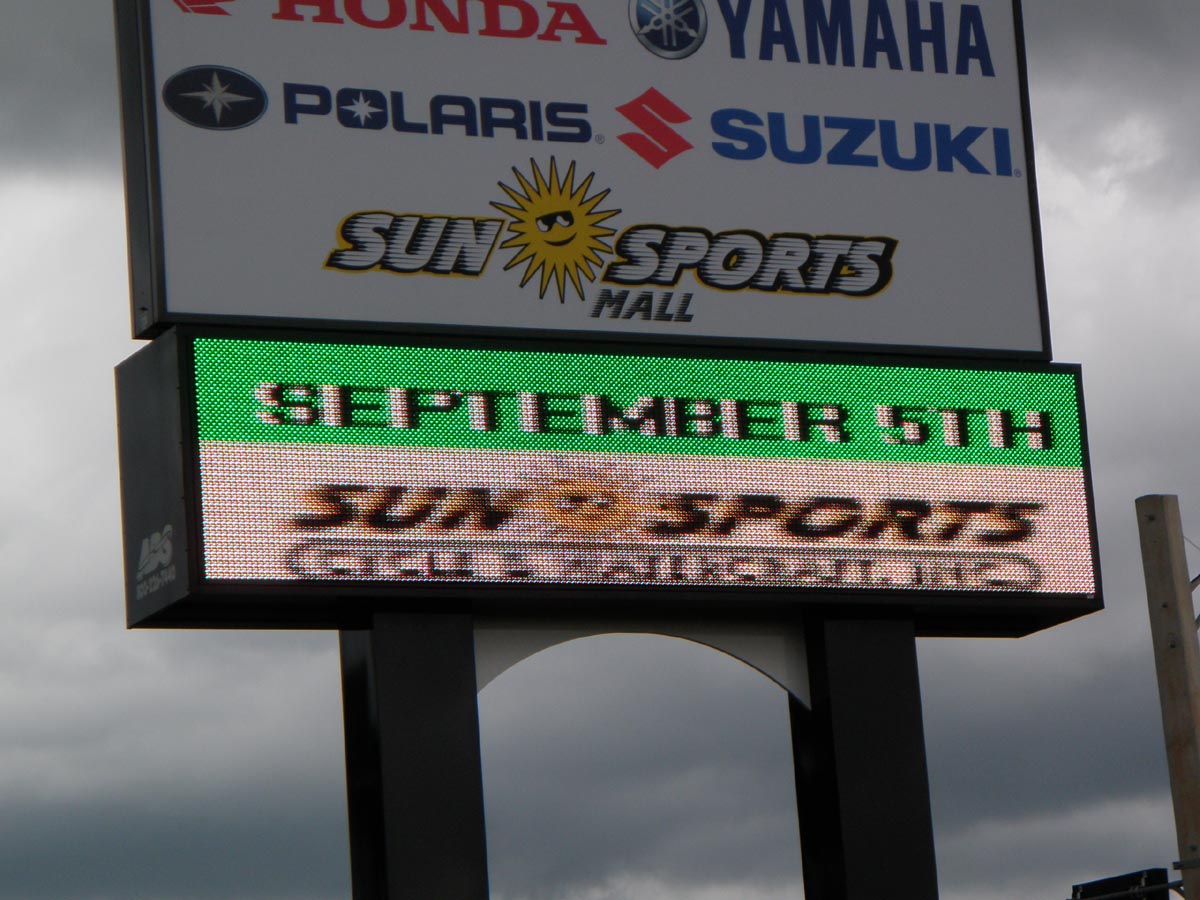 HONDA YAMAHA
POLARIS® SUZUKI®
SUN SPORTS
MALL
SEPTEMBER 5TH
SUN SPORTS